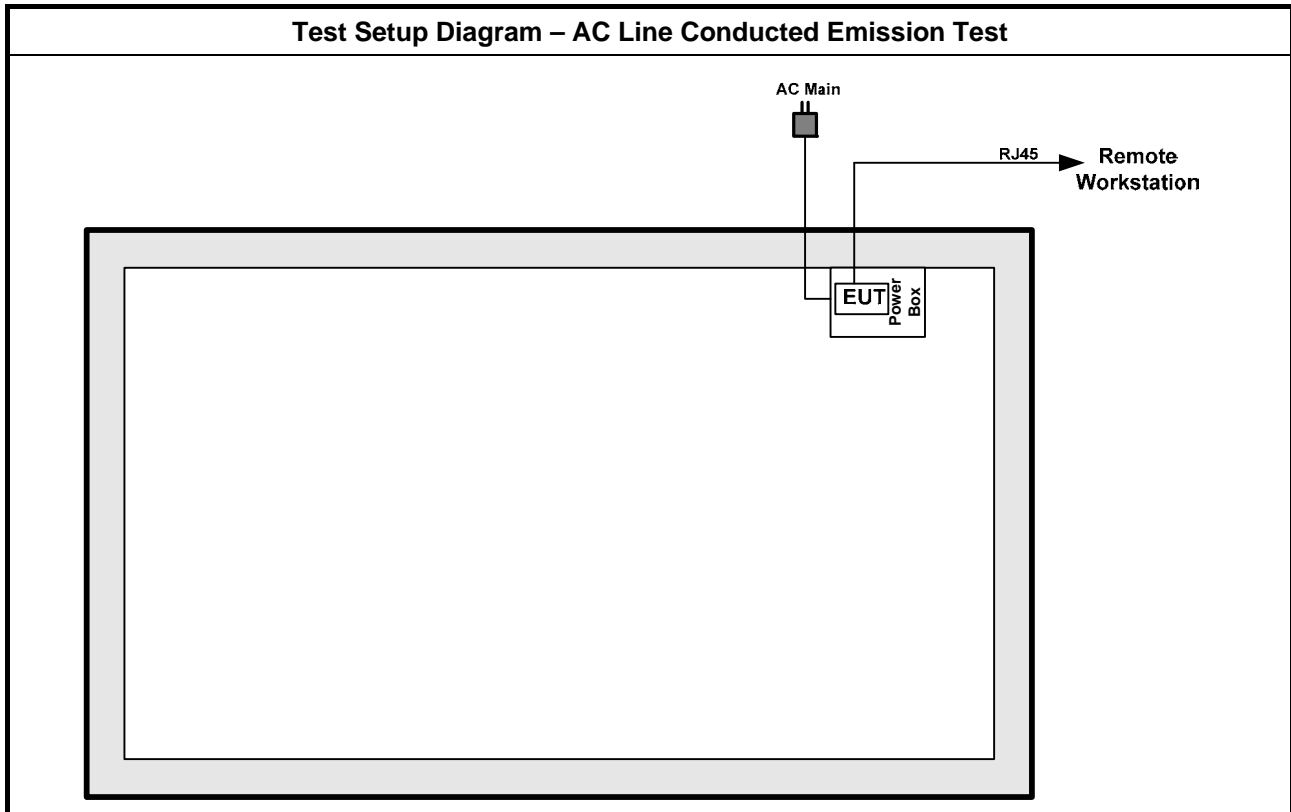 Test Setup Diagram – AC Line Conducted Emission Test
AC Main
RJ45
Remote
Workstation
EUT
Power
Box